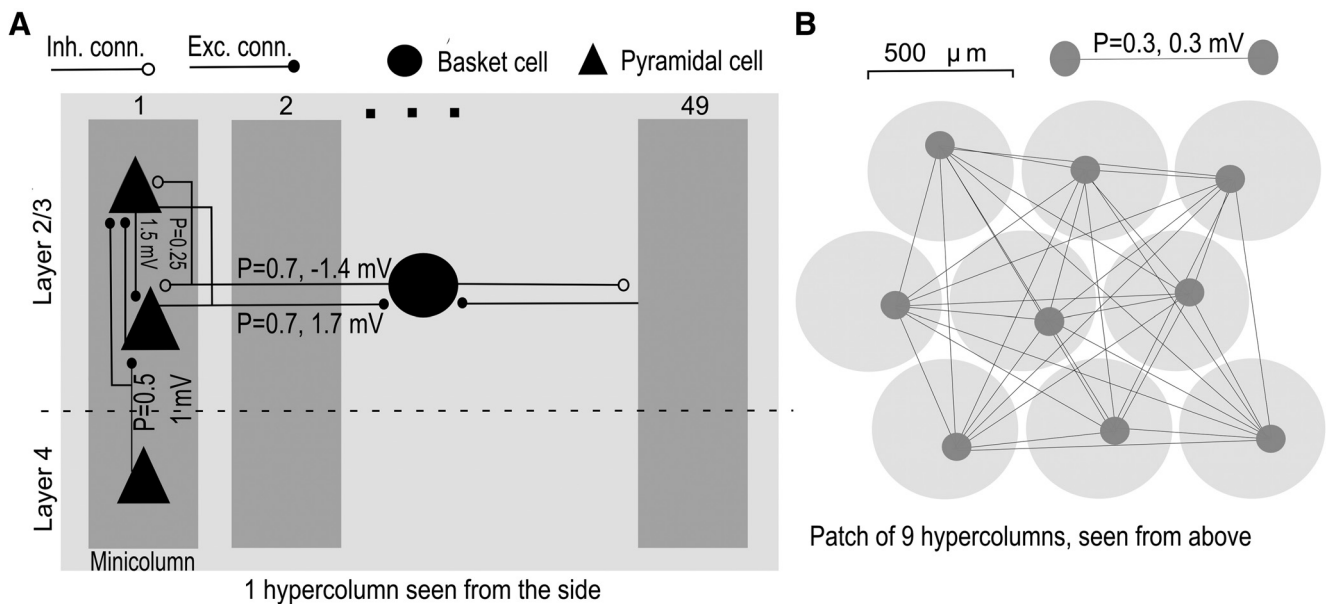 A
Inh. conn.
Exc. conn.
Basket cell
Pyramidal cell
1
2
49
Layer 2/3
1.5 mV
P=0.25
P=0.7, -1.4 mV
P=0.7, 1.7 mV
P=0.5
1 mV
Layer 4
Minicolumn
1 hypercolumn seen from the side
B
500 μm
P=0.3, 0.3 mV
Patch of 9 hypercolumns, seen from above